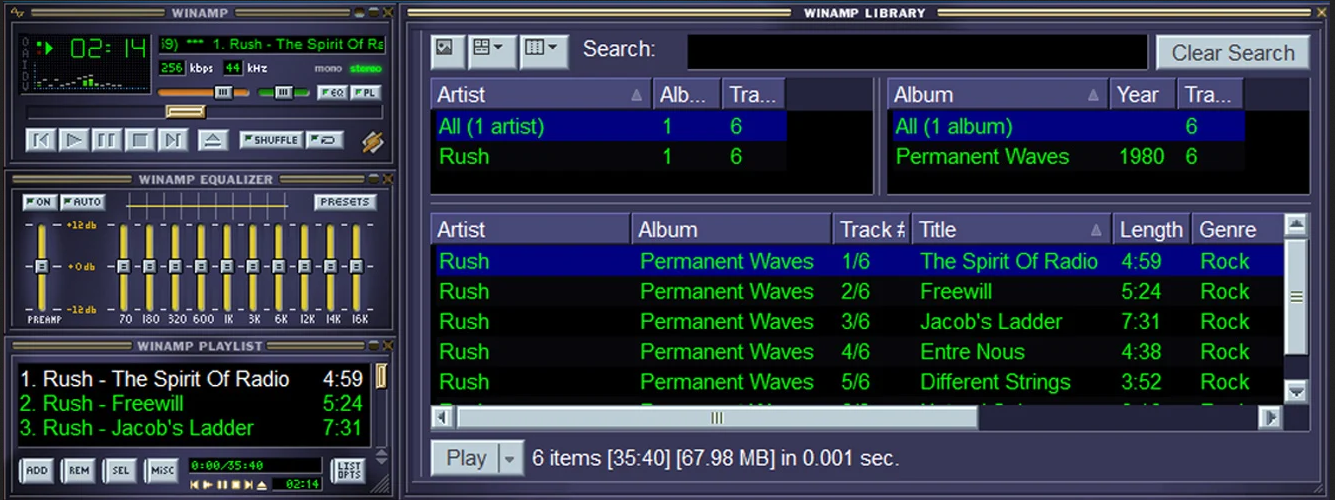 WINAMP
O
A
I
D
V
02:14
59) *** 1. Rush - The Spirit Of Ra
256 kbps 44 kHz mono stereo
EQ PL
SHUFFLE
WINAMP EQUALIZER
ON AUTO PRESETS
+12db
+0db
-12db
PREAMP 70 180 320 600 1K 3K 6K 12K 14K 16K
WINAMP PLAYLIST
1. Rush - The Spirit Of Radio 4:59
2. Rush - Freewill 5:24
3. Rush - Jacob's Ladder 7:31
ADD REM SEL MISC 0:00/35:40 LIST OPTS
02:14
WINAMP LIBRARY
Search: Clear Search
Artist Alb... Tra...
All (1 artist) 1 6
Rush 1 6
Album Year Tra...
All (1 album) 6
Permanent Waves 1980 6
Artist Album Track # Title Length Genre
Rush Permanent Waves 1/6 The Spirit Of Radio 4:59 Rock
Rush Permanent Waves 2/6 Freewill 5:24 Rock
Rush Permanent Waves 3/6 Jacob's Ladder 7:31 Rock
Rush Permanent Waves 4/6 Entre Nous 4:38 Rock
Rush Permanent Waves 5/6 Different Strings 3:52 Rock
Play 6 items [35:40] [67.98 MB] in 0.001 sec.